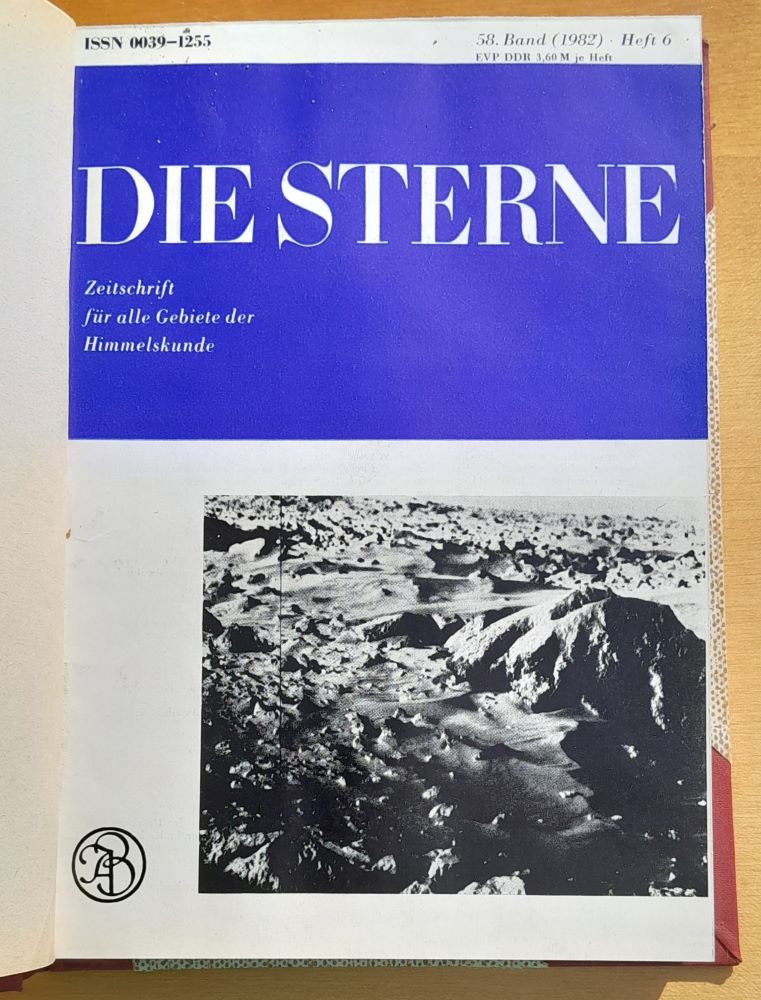 ISSN 0039–1255
58. Band (1982) · Heft 6
EVP DDR 3,60 M je Heft
DIE STERNE
Zeitschrift
für alle Gebiete der
Himmelskunde